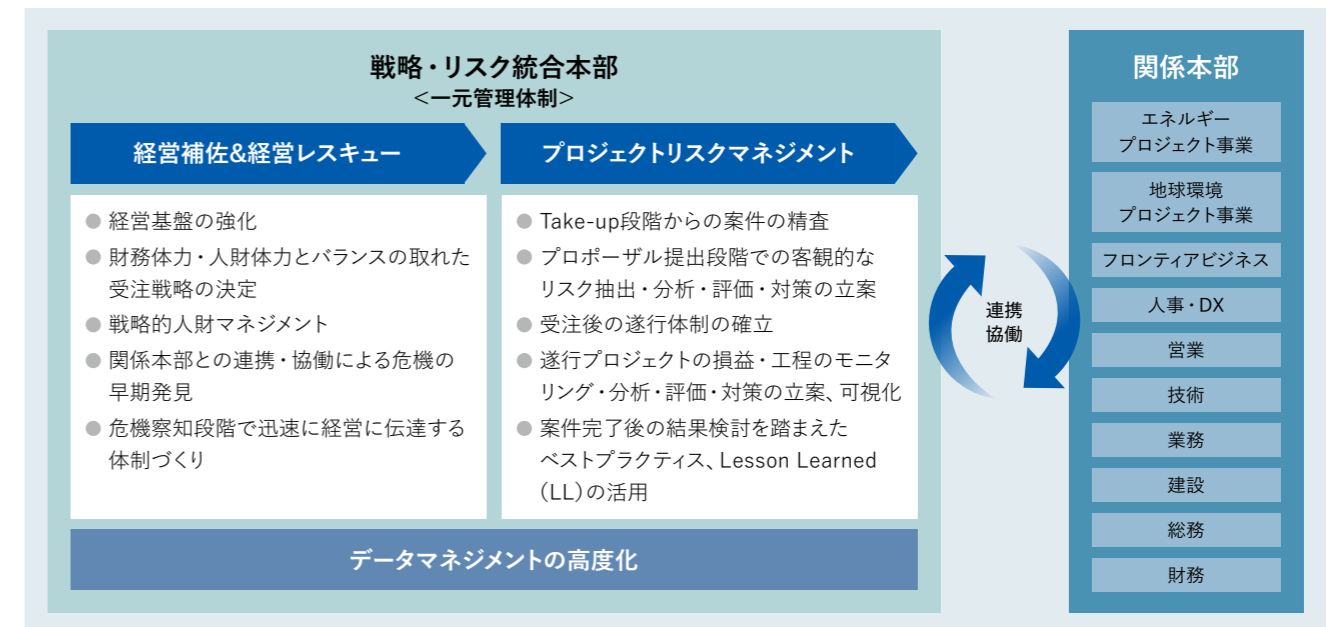 戦略・リスク統合本部
<一元管理体制>
経営補佐&経営レスキュー
● 経営基盤の強化
● 財務体力・人財体力とバランスの取れた
受注戦略の決定
● 戦略的人財マネジメント
● 関係本部との連携・協働による危機の
早期発見
● 危機察知段階で迅速に経営に伝達する
体制づくり
プロジェクトリスクマネジメント
● Take-up段階からの案件の精査
● プロポーザル提出段階での客観的な
リスク抽出・分析・評価・対策の立案
● 受注後の遂行体制の確立
● 遂行プロジェクトの損益・工程のモニタ
リング・分析・評価・対策の立案、可視化
● 案件完了後の結果検討を踏まえた
ベストプラクティス、Lesson Learned
（LL）の活用
データマネジメントの高度化
連携
協働
関係本部
エネルギー
プロジェクト事業
地球環境
プロジェクト事業
フロンティアビジネス
人事・DX
営業
技術
業務
建設
総務
財務